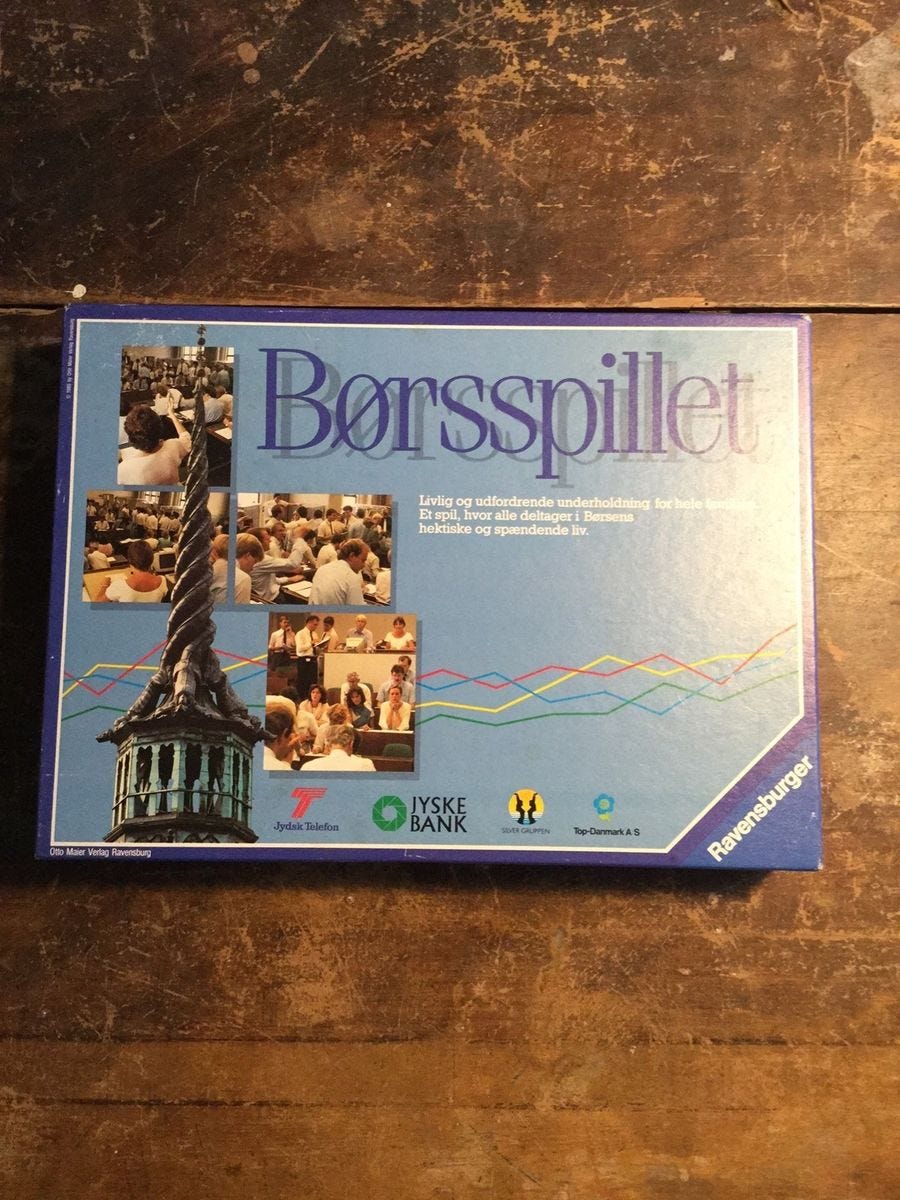 Børsspillet
Livlig og udfordrende underholdning for hele familien.
Et spil, hvor alle deltager i Børsens
hektiske og spændende liv.
Jydsk Telefon
JYSKE
BANK
SILVER GRUPPEN
Top-Danmark A S
Ravensburger
Otto Maier Verlag Ravensburg